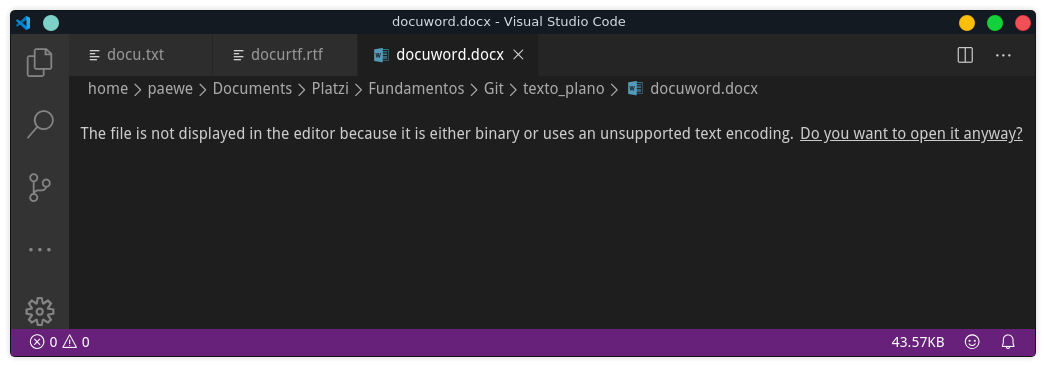 docuword.docx - Visual Studio Code
docu.txt docurtf.rtf docuword.docx
home > paewe > Documents > Platzi > Fundamentos > Git > texto_plano > docuword.docx
The file is not displayed in the editor because it is either binary or uses an unsupported text encoding. Do you want to open it anyway?
0 0 43.57KB